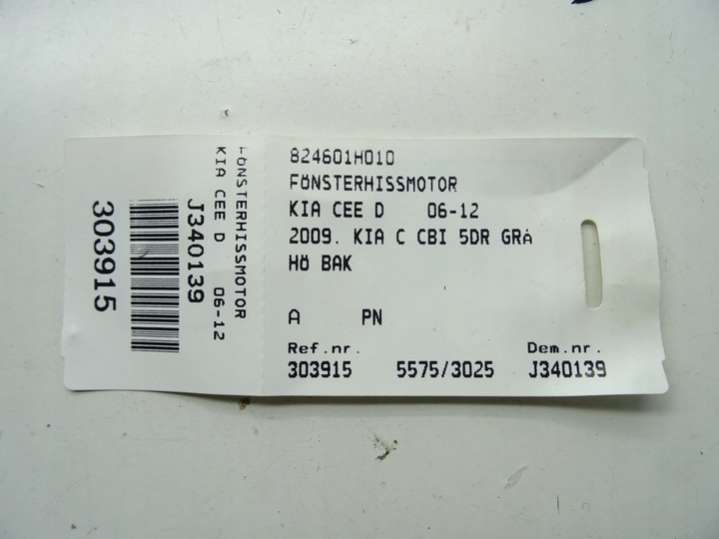 303915
J340139
KIA CEE D 06-12
FÖNSTERHISSMOTOR
824601H010
FÖNSTERHISSMOTOR
KIA CEE D 06-12
2009. KIA C CBI 5DR GRÅ
HÖ BAK
A PN
Ref.nr. Dem.nr.
303915 5575/3025 J340139